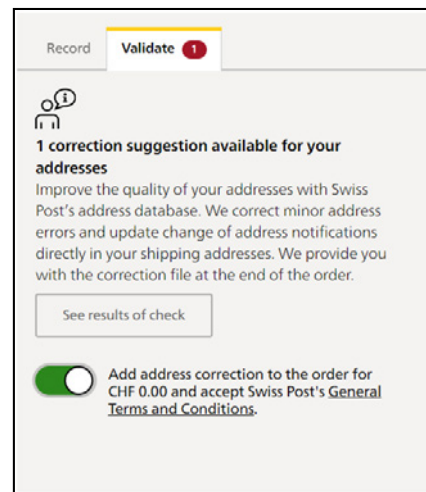 Record Validate 1
1 correction suggestion available for your
addresses
Improve the quality of your addresses with Swiss
Post's address database. We correct minor address
errors and update change of address notifications
directly in your shipping addresses. We provide you
with the correction file at the end of the order.
See results of check
Add address correction to the order for
CHF 0.00 and accept Swiss Post's General
Terms and Conditions.